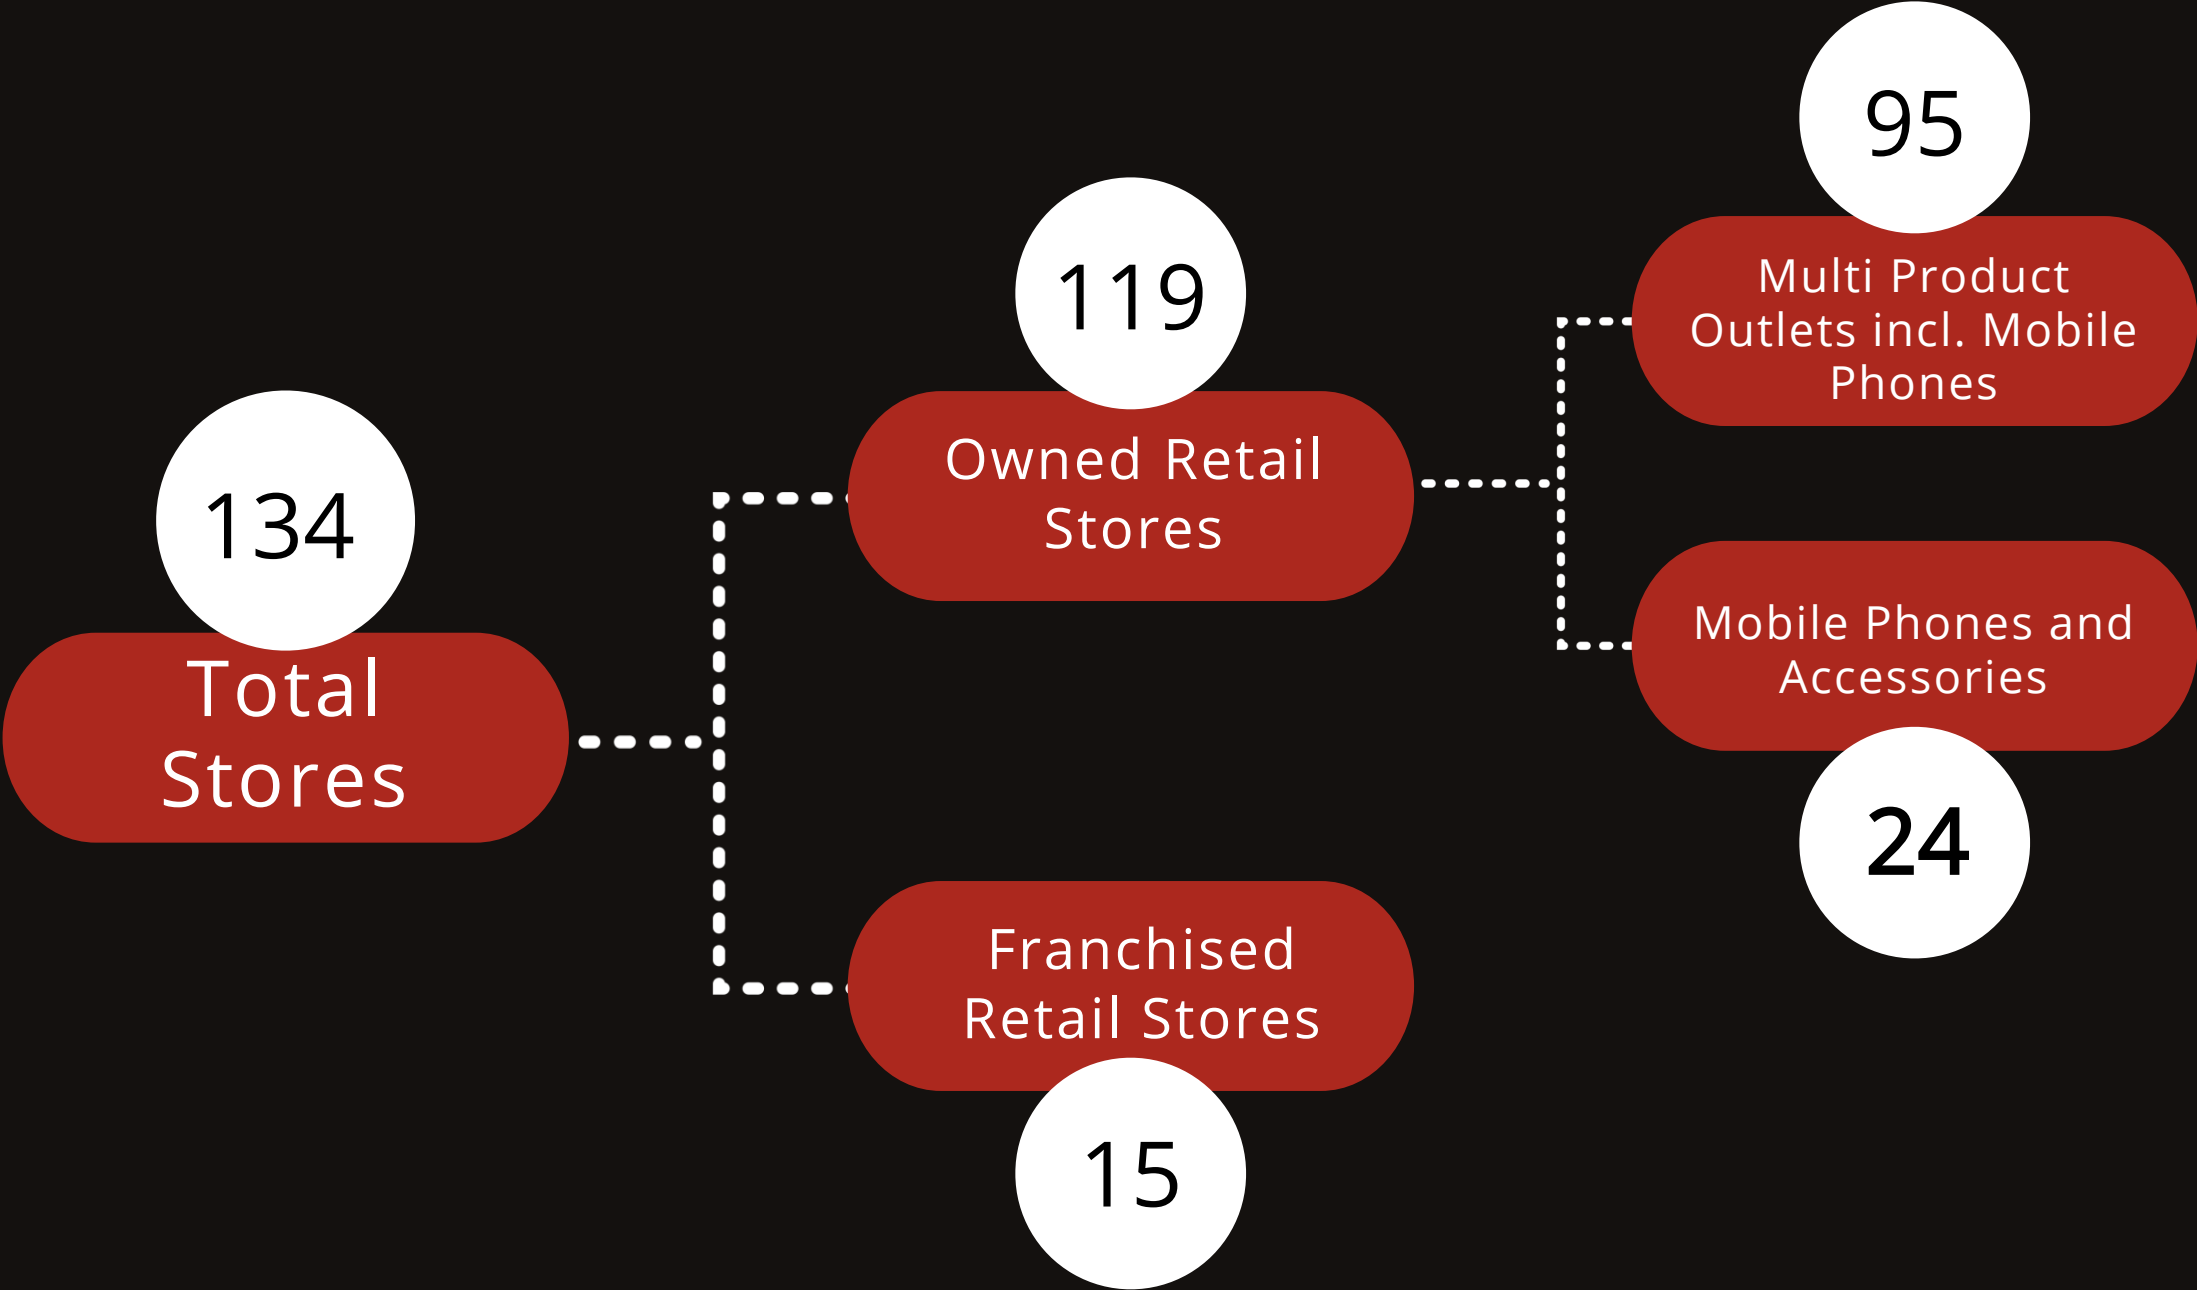 134
Total
Stores
119
Owned Retail
Stores
Franchised
Retail Stores
15
95
Multi Product
Outlets incl. Mobile
Phones
Mobile Phones and
Accessories
24